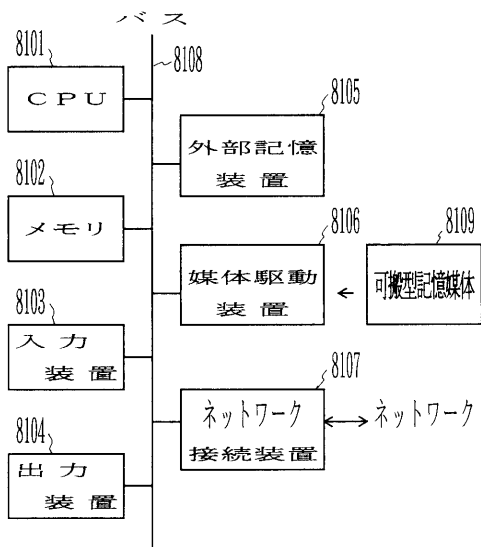 バス
8101
8108
CPU
8105
外部記憶
装置
8102
メモリ
8106
8109
媒体駆動
装置
可搬型記憶媒体
8103
入力
装置
8107
ネットワーク
接続装置
ネットワーク
8104
出力
装置